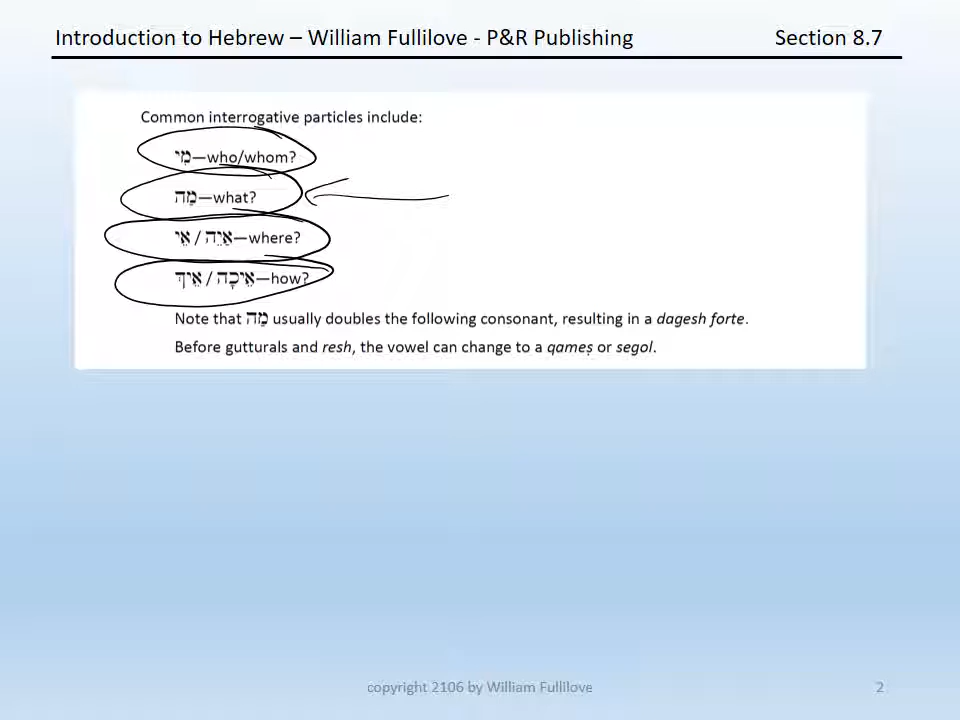 Introduction to Hebrew – William Fullilove - P&R Publishing Section 8.7
Common interrogative particles include:
מִי—who/whom?
מַה—what?
אַיֵּה / אֵי—where?
אֵיכָה / אֵיךְ—how?
Note that מַה usually doubles the following consonant, resulting in a dagesh forte.
Before gutturals and resh, the vowel can change to a qameṣ or segol.
copyright 2106 by William Fullilove 2